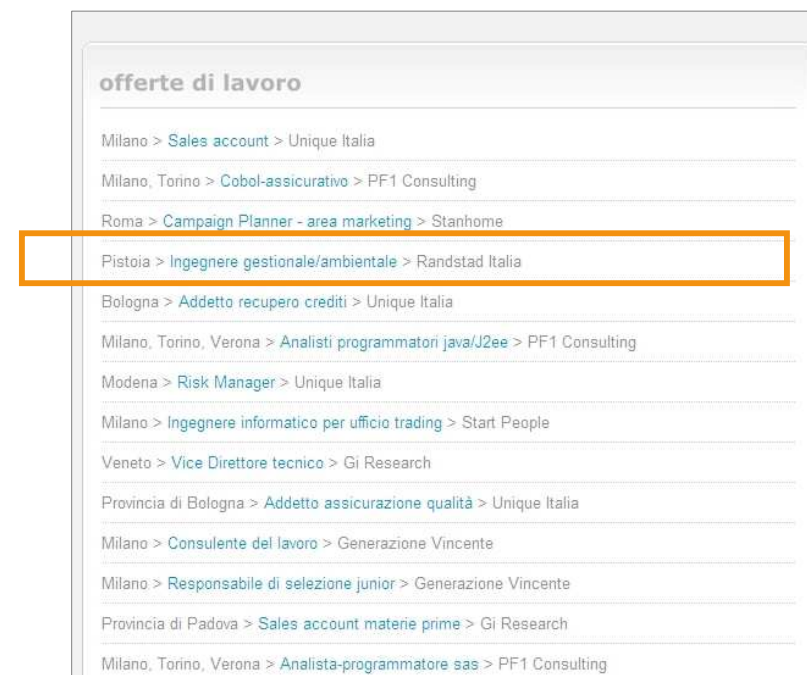 offerte di lavoro
Milano > Sales account > Unique Italia
Milano, Torino > Cobol-assicurativo > PF1 Consulting
Roma > Campaign Planner - area marketing > Stanhome
Pistoia > Ingegnere gestionale/ambientale > Randstad Italia
Bologna > Addetto recupero crediti > Unique Italia
Milano, Torino, Verona > Analisti programmatori java/J2ee > PF1 Consulting
Modena > Risk Manager > Unique Italia
Milano > Ingegnere informatico per ufficio trading > Start People
Veneto > Vice Direttore tecnico > Gi Research
Provincia di Bologna > Addetto assicurazione qualità > Unique Italia
Milano > Consulente del lavoro > Generazione Vincente
Milano > Responsabile di selezione junior > Generazione Vincente
Provincia di Padova > Sales account materie prime > Gi Research
Milano, Torino, Verona > Analista-programmatore sas > PF1 Consulting